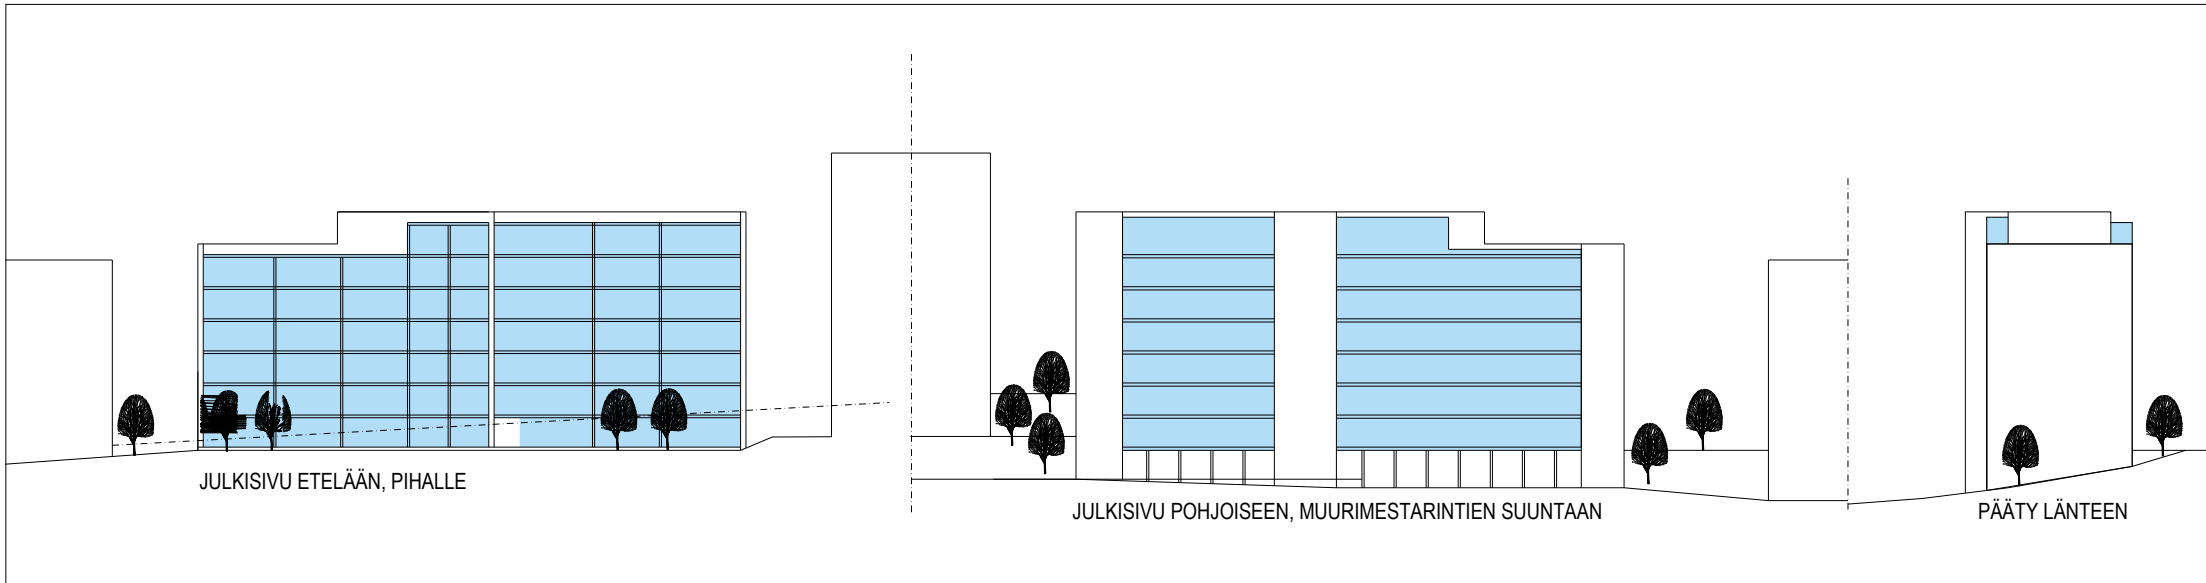 JULKISIVU ETELÄÄN, PIHALLE
JULKISIVU POHJOISEEN, MUURIMESTARINTIEN SUUNTAAN
PÄÄTY LÄNTEEN